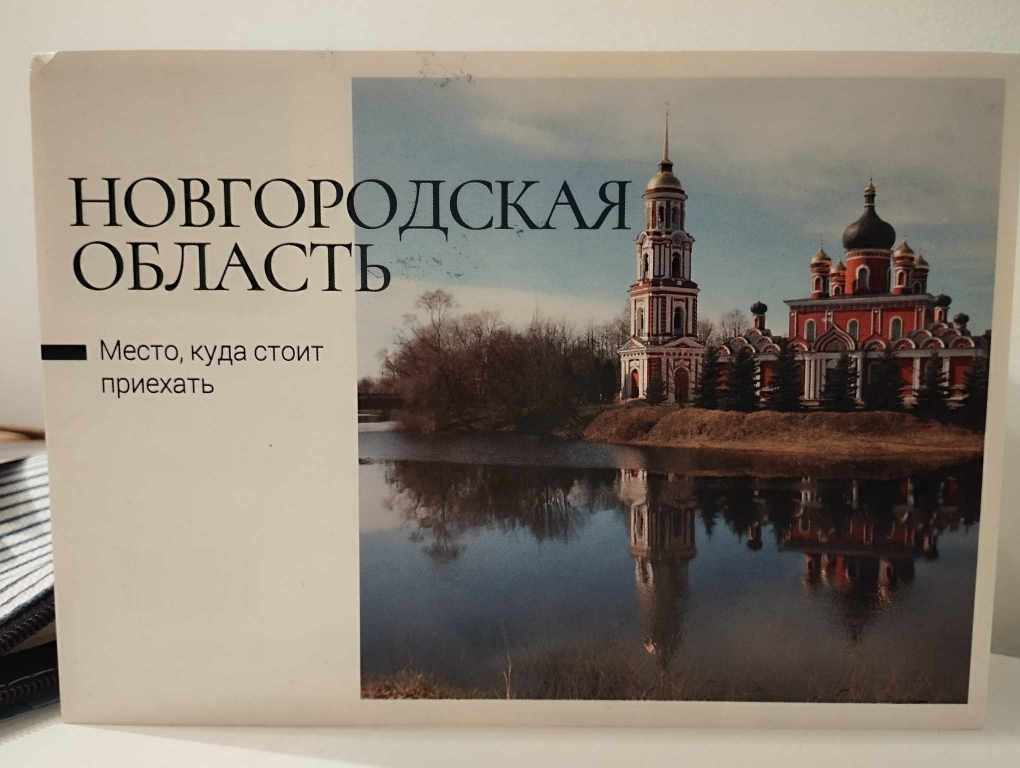 НОВГОРОДСКАЯ
ОБЛАСТЬ
Место, куда стоит
приехать